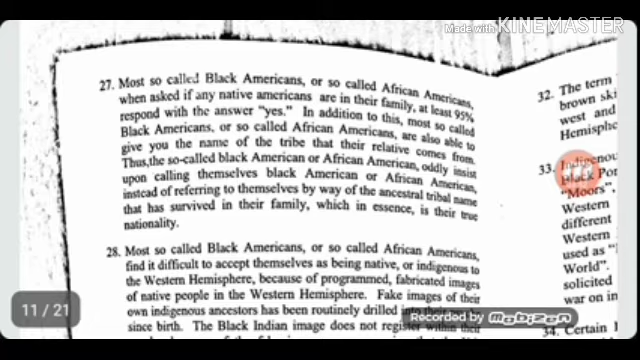 Made with KINEMASTER
27. Most so called Black Americans, or so called African Americans,
when asked if any native americans are in their family, at least 95%
respond with the answer "yes." In addition to this, most so called
Black Americans, or so called African Americans, are also able to
give you the name of the tribe that their relative comes from.
Thus,the so-called black American or African American, oddly insist
upon calling themselves black American or African American,
instead of referring to themselves by way of the ancestral tribal name
that has survived in their family, which in essence, is their true
nationality.
28. Most so called Black Americans, or so called African Americans,
find it difficult to accept themselves as being native, or indigenous to
the Western Hemisphere, because of programmed, fabricated images
of native people in the Western Hemisphere. Fake images of their
own indigenous ancestors has been routinely drilled into their
since birth. The Black Indian image does not register within their
32. The term
brown ski
west and
Hemisphe
33. Indigenou
Black Por
"Moors",
Western
different
Western
used as "
World".
solicited
war on in
34. Certain I
11 / 21
Recorded by Mobizen